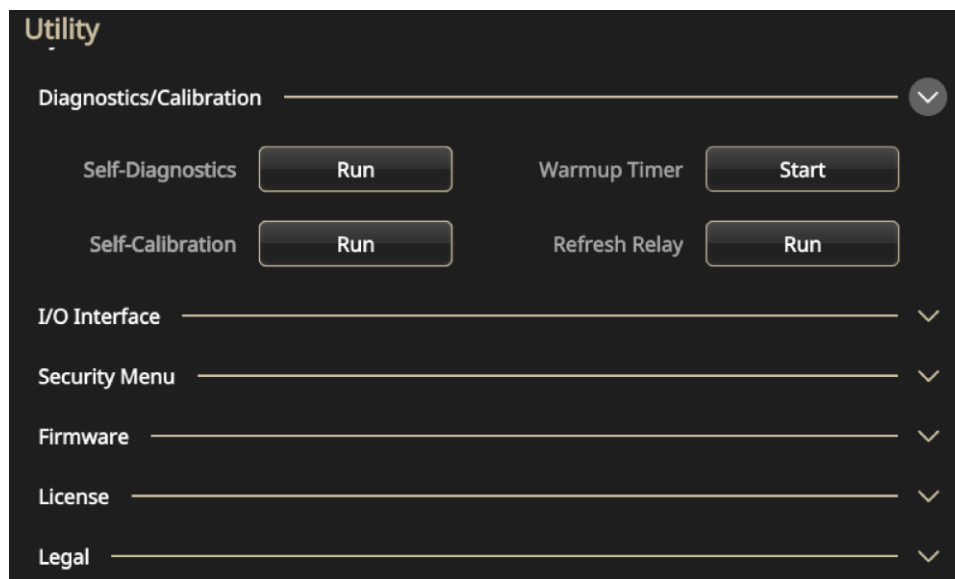 Utility
Diagnostics/Calibration
Self-Diagnostics Run Warmup Timer Start
Self-Calibration Run Refresh Relay Run
I/O Interface
Security Menu
Firmware
License
Legal